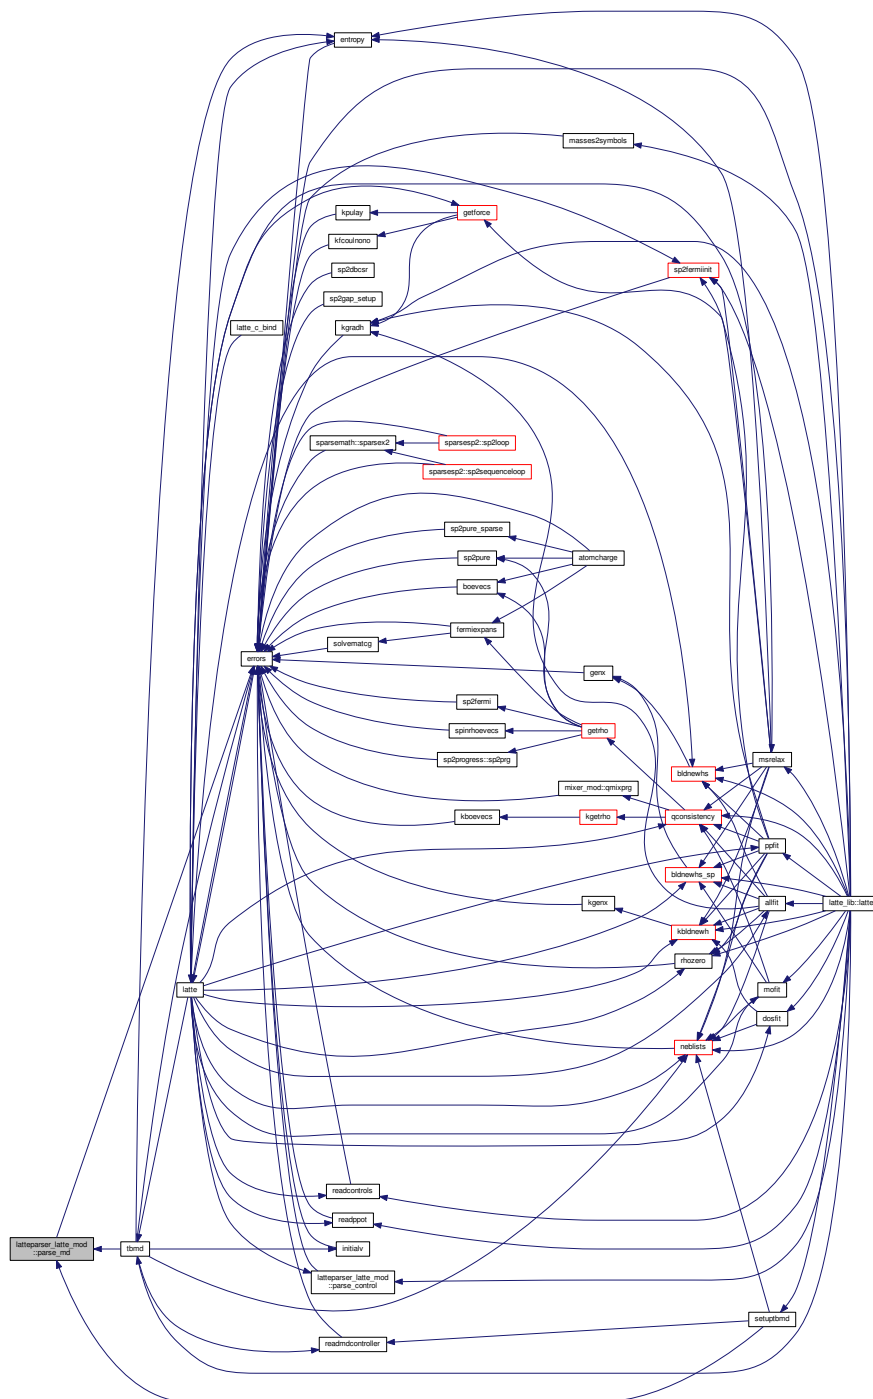 entropy
masses2symbols
kpulay
getforce
kfcoulnono
sp2dbcsr
sp2fermiinit
sp2gap_setup
latte_c_bind
kgradh
sparsemath::sparsex2
sparsesp2::sp2loop
sparsesp2::sp2sequenceloop
sp2pure_sparse
sp2pure
atomcharge
boevecs
fermiexpans
solvematcg
errors
genx
sp2fermi
spinrhoevecs
getrho
sp2progress::sp2prg
msrelax
bldnewhs
mixer_mod::qmixprg
kboevecs
kgetrho
qconsistency
ppfit
bldnewhs_sp
kgenx
allfit
latte_lib::latte
kbldnewh
rhozero
latte
mofit
dosfit
neblists
readcontrols
readppot
latteparser_latte_mod
::parse_md
tbmd
initialv
latteparser_latte_mod
::parse_control
setuptbmd
readmdcontroller